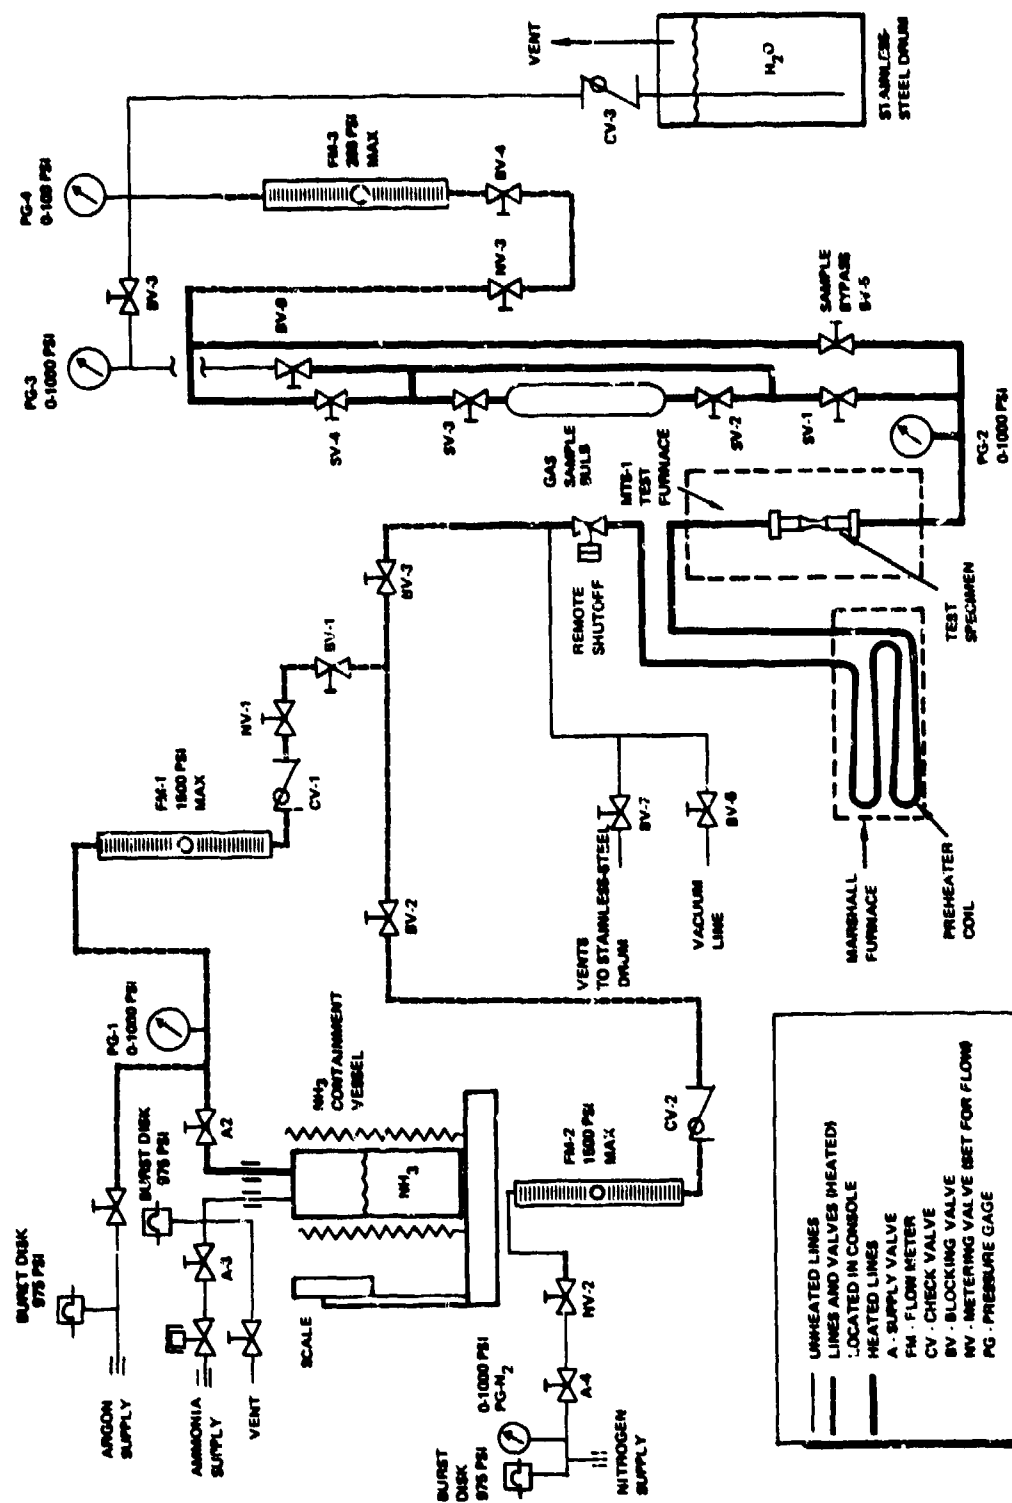 BURST DISK
975 PSI
ARGON
SUPPLY
BURST DISK
975 PSI
AMMONIA
SUPPLY
VENT
A-3
A2
PG-1
0-1000 PSI
FM-1
1500 PSI
MAX
NV-1
CV-1
BV-1
BV-3
BV-2
NH3
CONTAINMENT
VESSEL
NH3
SCALE
0-1000 PSI
PG-N2
BURST
DISK
975 PSI
NITROGEN
SUPPLY
A-4
NV-2
FM-2
1500 PSI
MAX
CV-2
VENTS
TO STAINLESS-STEEL
DRUM
BV-7
VACUUM
LINE
BV-6
REMOTE
SHUTOFF
MARSHALL
FURNACE
PREHEATER
COIL
MTS-1
TEST
FURNACE
TEST
SPECIMEN
PG-2
0-1000 PSI
GAS
SAMPLE
BULB
SV-1
SV-2
SV-3
SV-4
SAMPLE
BYPASS
BV-5
PG-3
0-1000 PSI
PG-4
0-100 PSI
FM-3
MAX
BV-4
NV-3
CV-3
VENT
H2O
STAINLESS-
STEEL DRUM
UNHEATED LINES
LINES AND VALVES (HEATED)
LOCATED IN CONSOLE
HEATED LINES
A - SUPPLY VALVE
FM - FLOW METER
CV - CHECK VALVE
BV - BLOCKING VALVE
NV - METERING VALVE (SET FOR FLOW)
PG - PRESSURE GAGE